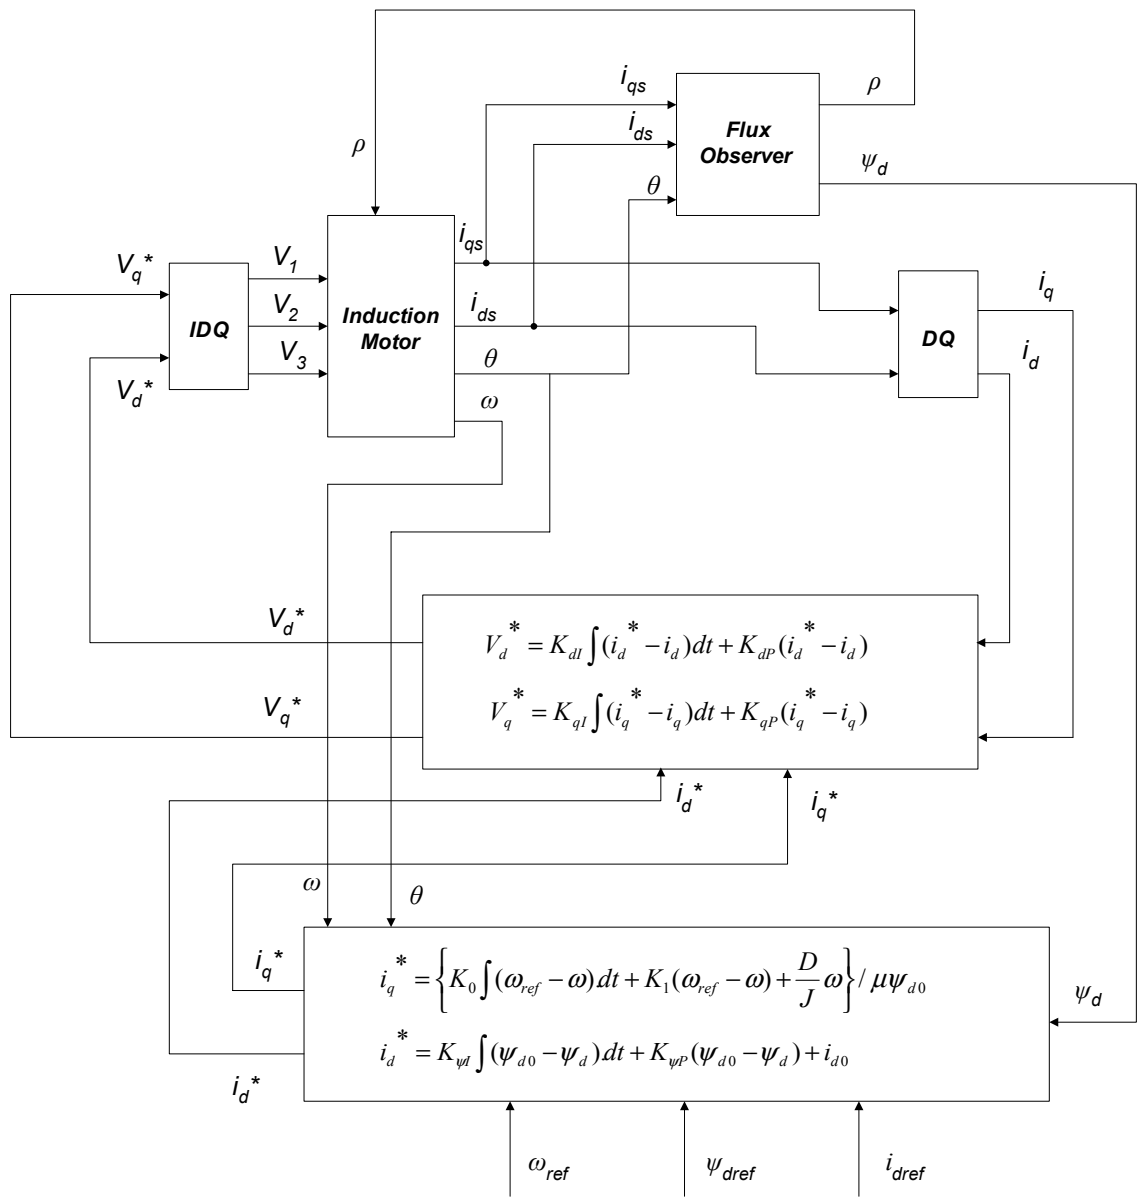 i_qs
ρ
Flux
Observer
i_ds
ρ
ψ_d
θ
i_qs
V_q*
V_1
i_q
V_2
i_ds
IDQ
Induction
Motor
DQ
V_3
θ
i_d
V_d*
ω
V_d*
V_d^* = K_dI ∫(i_d^* − i_d)dt + K_dP(i_d^* − i_d)
V_q*
V_q^* = K_qI ∫(i_q^* − i_q)dt + K_qP(i_q^* − i_q)
i_d*
i_q*
ω
θ
i_q*
i_q^* = {K_0 ∫(ω_ref − ω).dt + K_1(ω_ref − ω) + D/J ω} / μψ_d0
ψ_d
i_d^* = K_ψI ∫(ψ_d0 − ψ_d).dt + K_ψP(ψ_d0 − ψ_d) + i_d0
i_d*
ω_ref
ψ_dref
i_dref